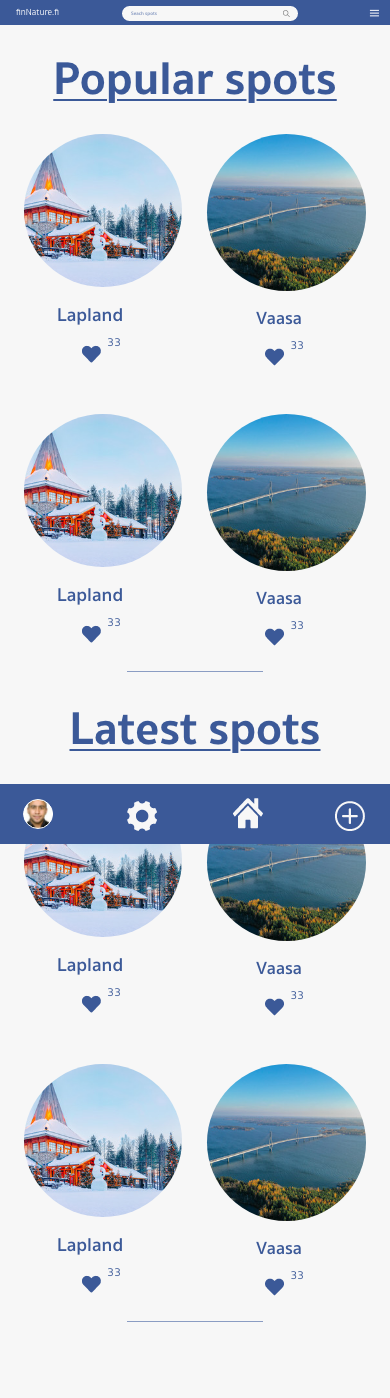 finNature.fi
Seach spots
Popular spots
Lapland
Vaasa
33
33
Lapland
Vaasa
33
33
Latest spots
Lapland
Vaasa
33
33
Lapland
Vaasa
33
33